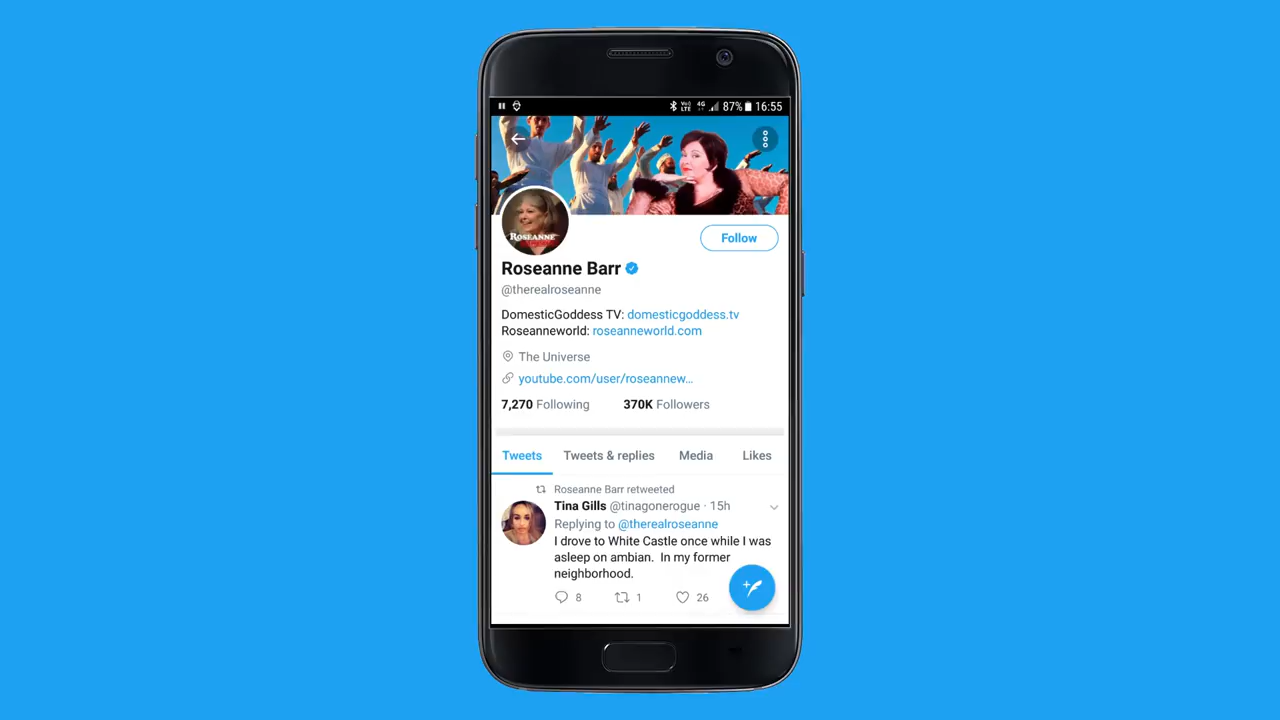 87% 16:55
ROSEANNE
Follow
Roseanne Barr
@therealroseanne
DomesticGoddess TV: domesticgoddess.tv
Roseanneworld: roseanneworld.com
The Universe
youtube.com/user/roseannew…
7,270 Following 370K Followers
Tweets Tweets & replies Media Likes
Roseanne Barr retweeted
Tina Gills @tinagonerogue · 15h
Replying to @therealroseanne
I drove to White Castle once while I was
asleep on ambian. In my former
neighborhood.
8 1 26